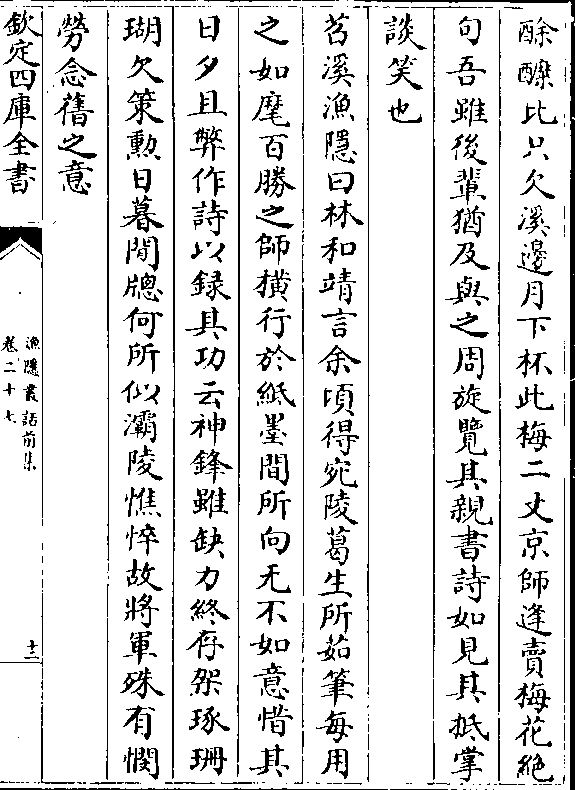 酴醾比只欠溪邊月下杯此梅二丈京師逢賣梅花絶
句吾雖後輩猶及與之周旋覽其親書詩如見其抵掌
談笑也
苕溪漁隱曰林和靖言余頃得宛陵葛生所茹筆每用
之如麾百勝之師横行於紙墨間所向无不如意惜其
日夕且弊作詩以録其功云神鋒雖缺力終存架琢珊
瑚欠策勲日暮閒牕何所似灞陵憔悴故將軍殊有憫
勞念舊之意
欽定四庫全書
漁隱叢話前集
卷二十七
十二